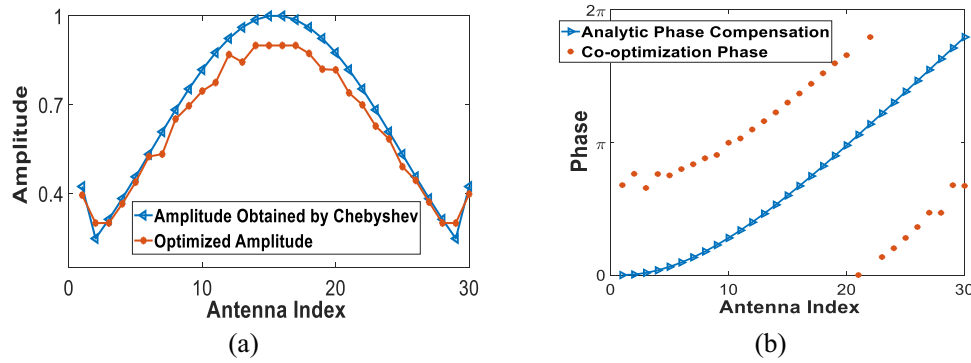 1
0.7
0.4
Amplitude
Amplitude Obtained by Chebyshev
Optimized Amplitude
0
10
20
30
Antenna Index
(a)
2π
π
0
Phase
Analytic Phase Compensation
Co-optimization Phase
0
10
20
30
Antenna Index
(b)